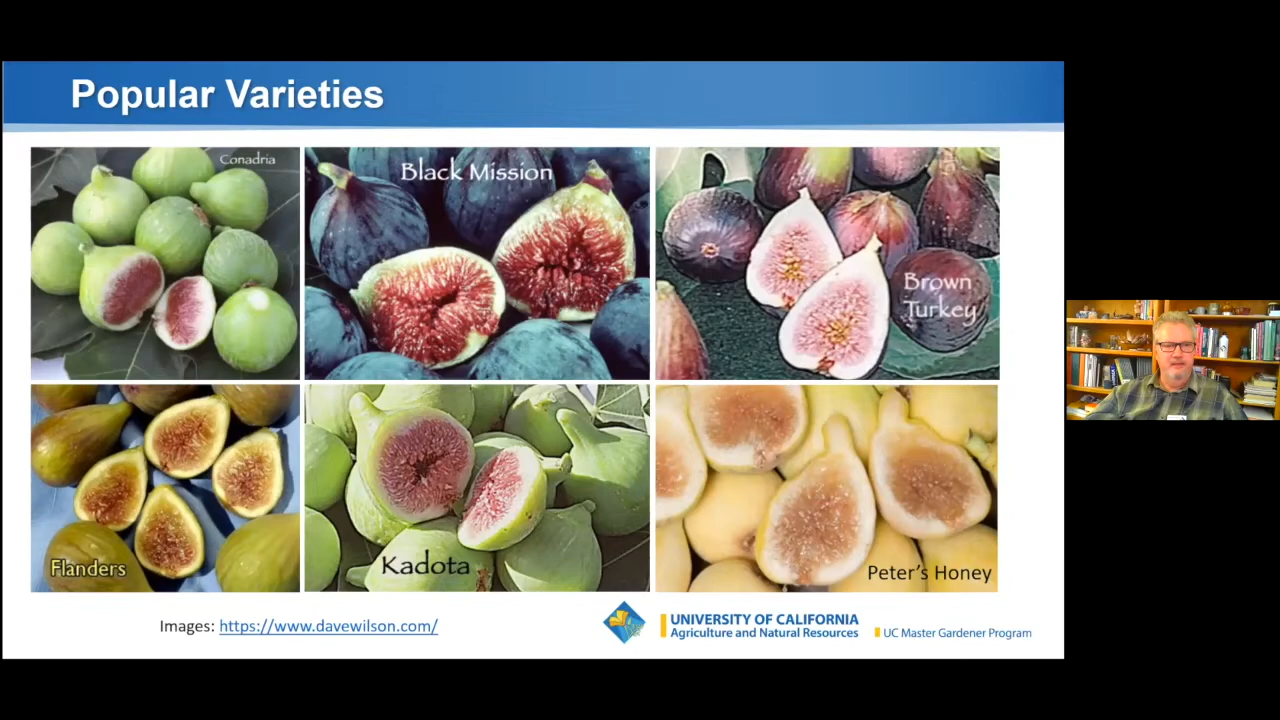 Popular Varieties
Conadria
Black Mission
Brown
Turkey
Flanders
Kadota
Peter's Honey
Images: https://www.davewilson.com/
UNIVERSITY OF CALIFORNIA
Agriculture and Natural Resources
UC Master Gardener Program